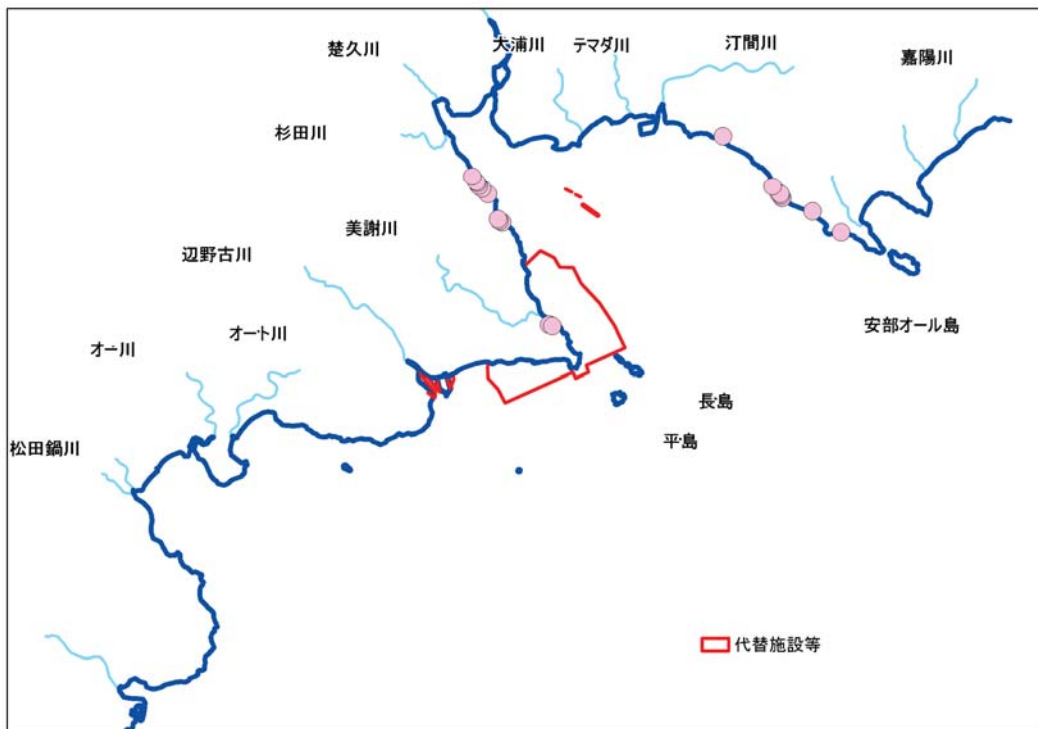 楚久川
大浦川
テマダ川
汀間川
嘉陽川
杉田川
美謝川
辺野古川
オートㆍ川
オー川
安部オール島
長島
平島
松田鍋川
代替施設等